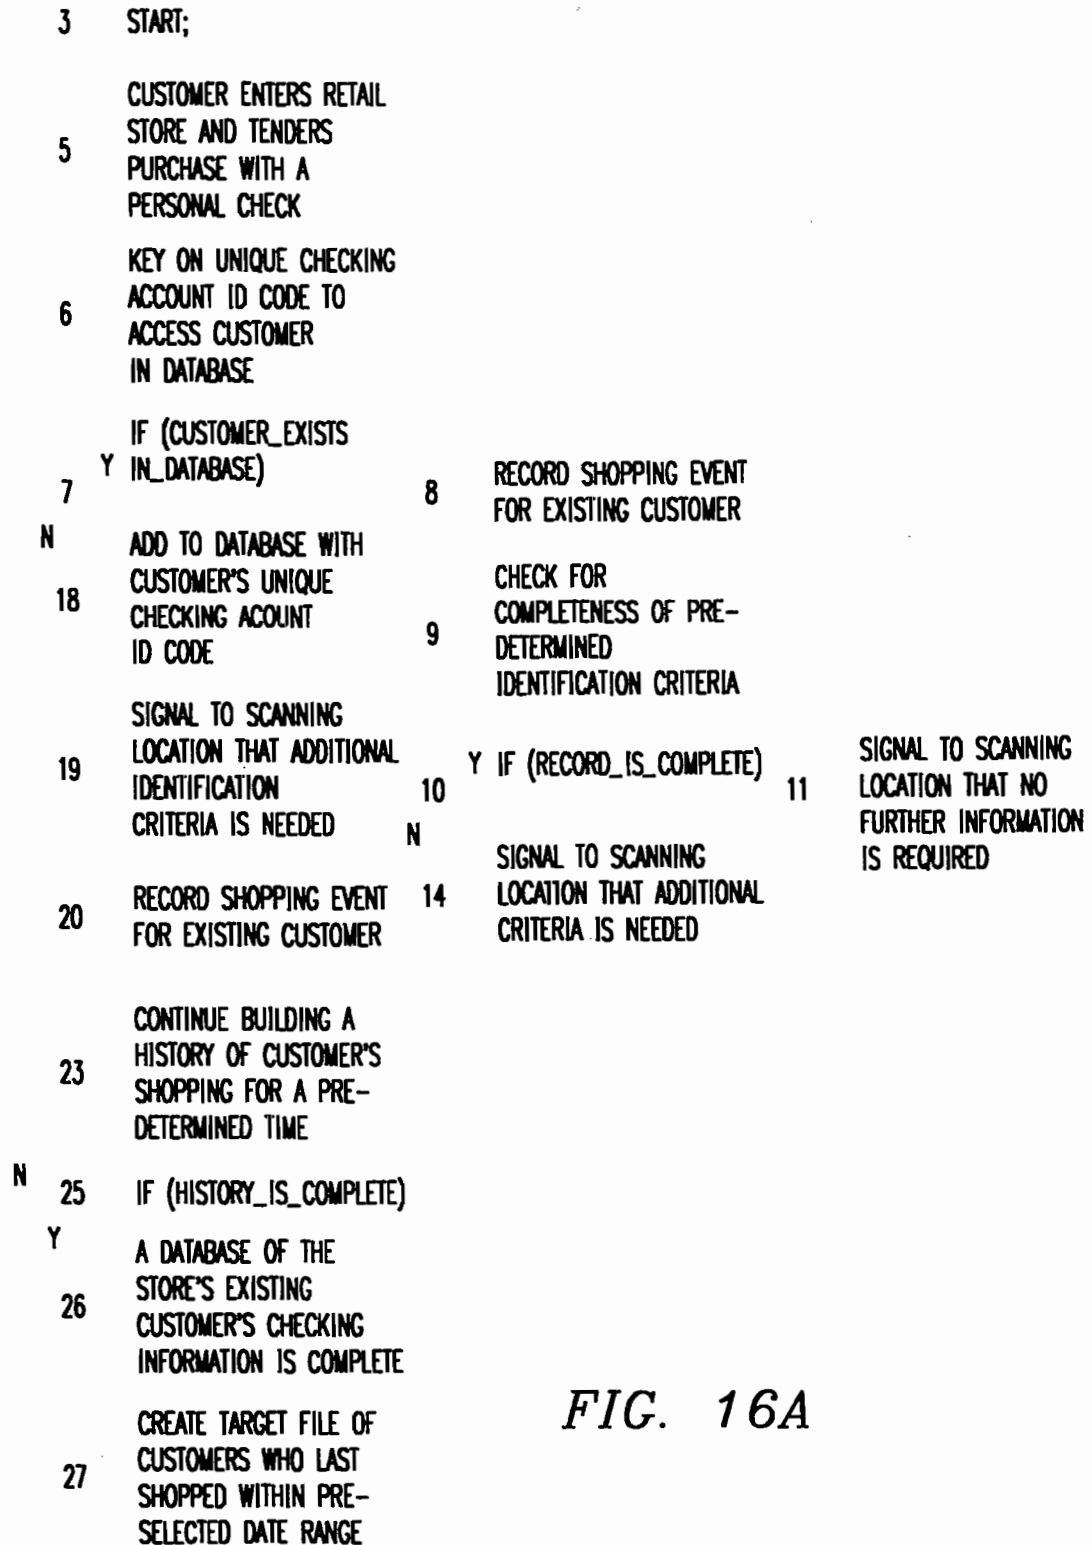 3 START;
5 CUSTOMER ENTERS RETAIL
STORE AND TENDERS
PURCHASE WITH A
PERSONAL CHECK
6 KEY ON UNIQUE CHECKING
ACCOUNT ID CODE TO
ACCESS CUSTOMER
IN DATABASE
7 IF (CUSTOMER_EXISTS
Y IN_DATABASE)
N
8 RECORD SHOPPING EVENT
FOR EXISTING CUSTOMER
18 ADD TO DATABASE WITH
CUSTOMER'S UNIQUE
CHECKING ACOUNT
ID CODE
9 CHECK FOR
COMPLETENESS OF PRE-
DETERMINED
IDENTIFICATION CRITERIA
19 SIGNAL TO SCANNING
LOCATION THAT ADDITIONAL
IDENTIFICATION
CRITERIA IS NEEDED
10 Y IF (RECORD_IS_COMPLETE)
N
11 SIGNAL TO SCANNING
LOCATION THAT NO
FURTHER INFORMATION
IS REQUIRED
14 SIGNAL TO SCANNING
LOCATION THAT ADDITIONAL
CRITERIA IS NEEDED
20 RECORD SHOPPING EVENT
FOR EXISTING CUSTOMER
23 CONTINUE BUILDING A
HISTORY OF CUSTOMER'S
SHOPPING FOR A PRE-
DETERMINED TIME
N 25 IF (HISTORY_IS_COMPLETE)
Y
26 A DATABASE OF THE
STORE'S EXISTING
CUSTOMER'S CHECKING
INFORMATION IS COMPLETE
27 CREATE TARGET FILE OF
CUSTOMERS WHO LAST
SHOPPED WITHIN PRE-
SELECTED DATE RANGE
FIG. 16A